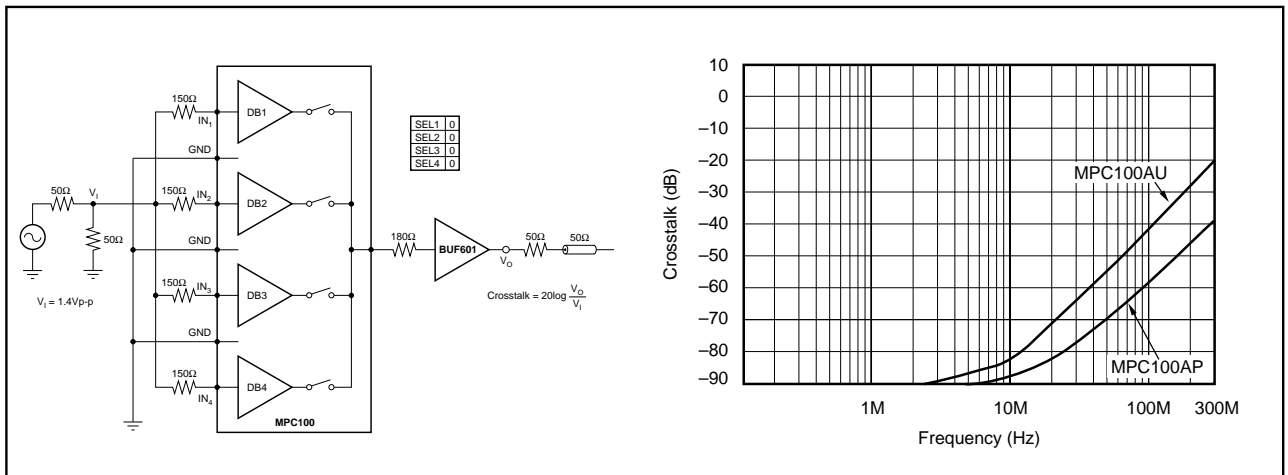 150Ω
IN1
DB1
GND
SEL1 0
SEL2 0
SEL3 0
SEL4 0
50Ω
VI
150Ω
IN2
DB2
50Ω
GND
180Ω
BUF601
VO
50Ω
50Ω
VI = 1.4Vp-p
150Ω
IN3
DB3
Crosstalk = 20log VO
VI
GND
150Ω
IN4
DB4
MPC100
10
0
–10
–20
–30
–40
–50
–60
–70
–80
–90
Crosstalk (dB)
MPC100AU
MPC100AP
1M 10M 100M 300M
Frequency (Hz)